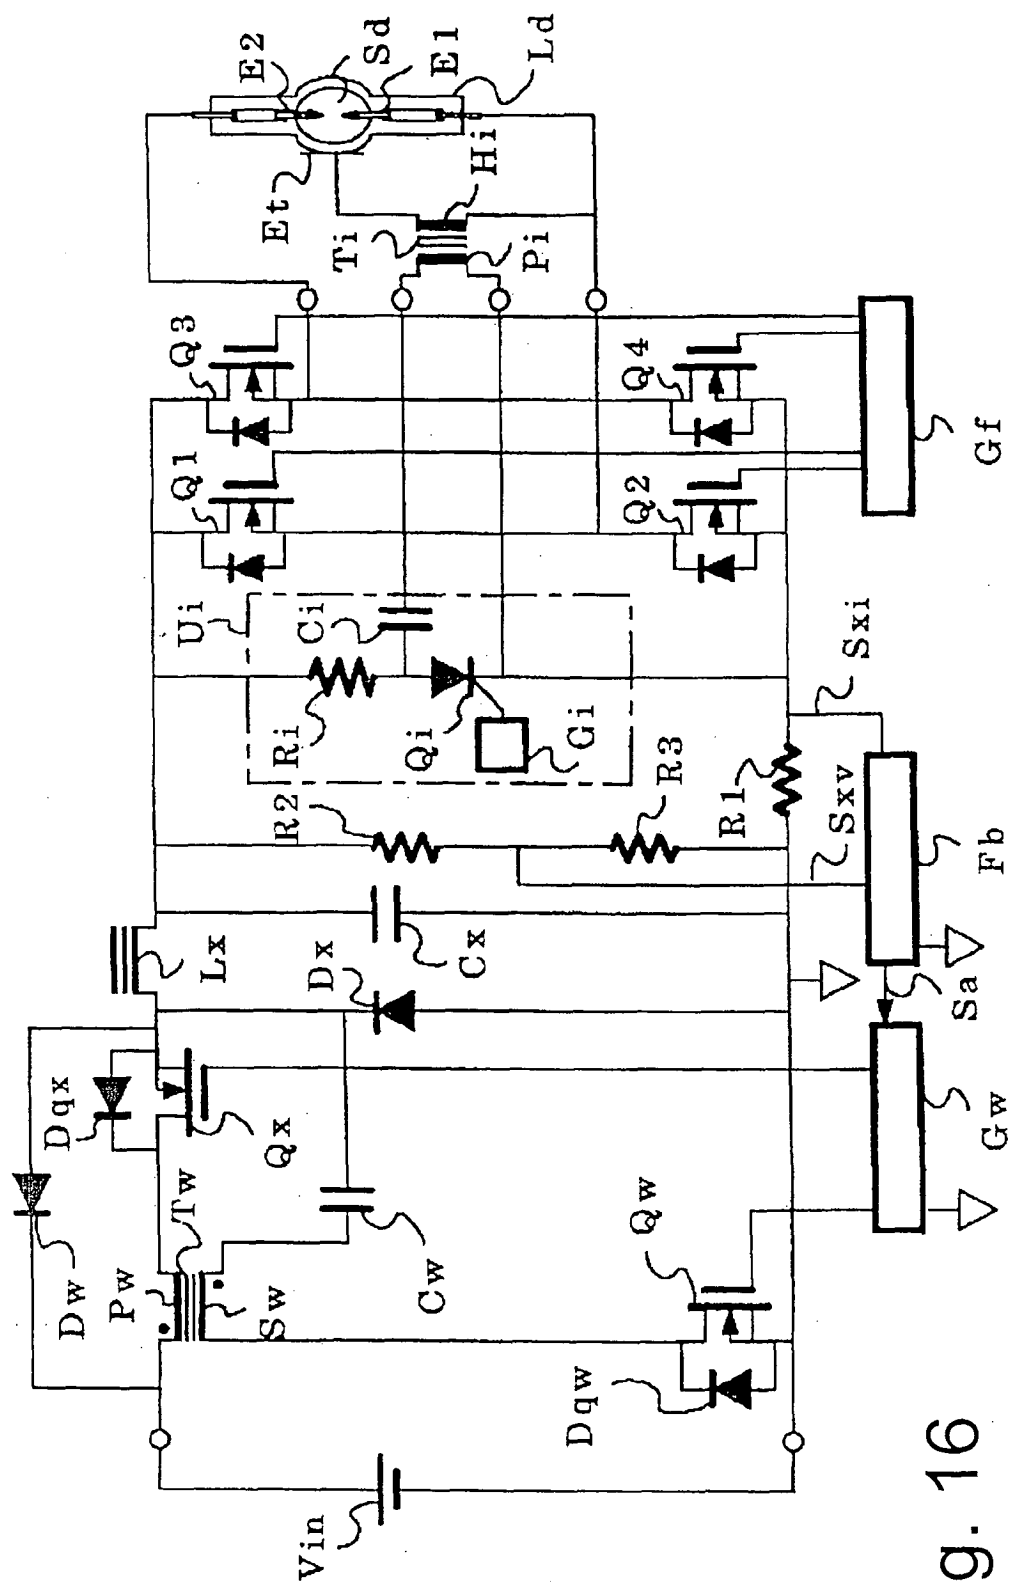 E2
Sd
E1
Ld
Et
Ti
Hi
Pi
Q3
Q4
Q1
Q2
Gf
Ui
Ci
Ri
Qi
Gi
Sxi
R2
R3
R1
Sxv
Fb
Lx
Cx
Dx
Sa
Dqx
Qx
Tw
Gw
Dw
Pw
Sw
Cw
Qw
Dqw
Vin
g. 16